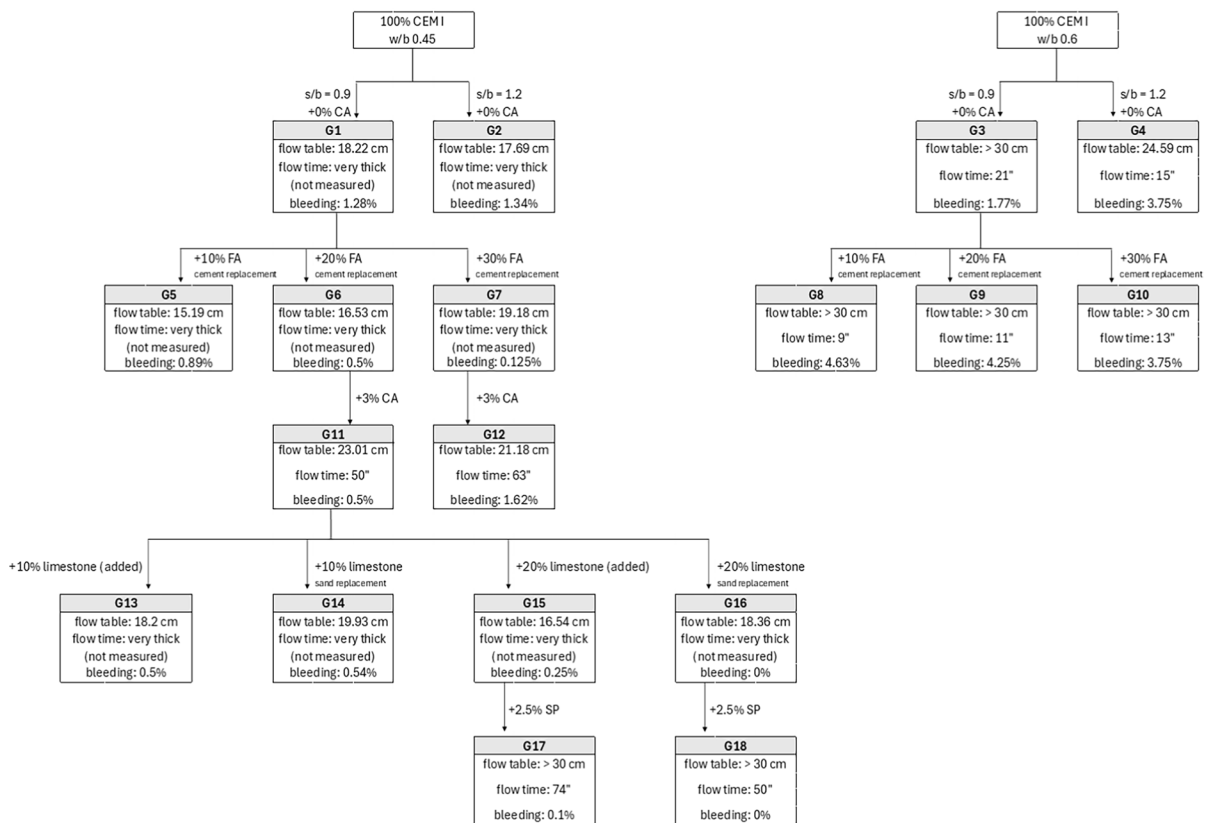 100% CEM I
w/b 0.45
100% CEM I
w/b 0.6
s/b = 0.9
+0% CA
s/b = 1.2
+0% CA
s/b = 0.9
+0% CA
s/b = 1.2
+0% CA
G1
flow table: 18.22 cm
flow time: very thick
(not measured)
bleeding: 1.28%
G2
flow table: 17.69 cm
flow time: very thick
(not measured)
bleeding: 1.34%
G3
flow table: > 30 cm
flow time: 21"
bleeding: 1.77%
G4
flow table: 24.59 cm
flow time: 15"
bleeding: 3.75%
+10% FA
cement replacement
+20% FA
cement replacement
+30% FA
cement replacement
+10% FA
cement replacement
+20% FA
cement replacement
+30% FA
cement replacement
G5
flow table: 15.19 cm
flow time: very thick
(not measured)
bleeding: 0.89%
G6
flow table: 16.53 cm
flow time: very thick
(not measured)
bleeding: 0.5%
G7
flow table: 19.18 cm
flow time: very thick
(not measured)
bleeding: 0.125%
G8
flow table: > 30 cm
flow time: 9"
bleeding: 4.63%
G9
flow table: > 30 cm
flow time: 11"
bleeding: 4.25%
G10
flow table: > 30 cm
flow time: 13"
bleeding: 3.75%
+3% CA
+3% CA
G11
flow table: 23.01 cm
flow time: 50"
bleeding: 0.5%
G12
flow table: 21.18 cm
flow time: 63"
bleeding: 1.62%
+10% limestone (added)
+10% limestone
sand replacement
+20% limestone (added)
+20% limestone
sand replacement
G13
flow table: 18.2 cm
flow time: very thick
(not measured)
bleeding: 0.5%
G14
flow table: 19.93 cm
flow time: very thick
(not measured)
bleeding: 0.54%
G15
flow table: 16.54 cm
flow time: very thick
(not measured)
bleeding: 0.25%
G16
flow table: 18.36 cm
flow time: very thick
(not measured)
bleeding: 0%
+2.5% SP
+2.5% SP
G17
flow table: > 30 cm
flow time: 74"
bleeding: 0.1%
G18
flow table: > 30 cm
flow time: 50"
bleeding: 0%